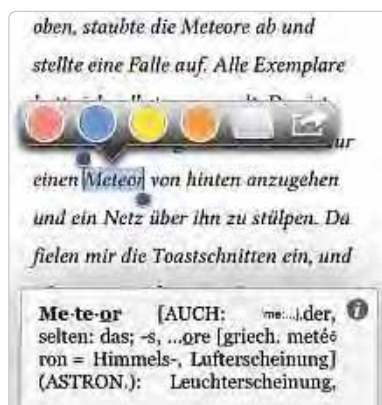 oben, staubte die Meteore ab und
stellte eine Falle auf. Alle Exemplare
ur
einen Meteor von hinten anzugehen
und ein Netz über ihn zu stülpen. Da
fielen mir die Toastschnitten ein, und
Me·te·or [AUCH: me:...].der,
selten: das; -s, ...ore [griech. metéō
ron = Himmels-, Lufterscheinung]
(ASTRON.): Leuchterscheinung,